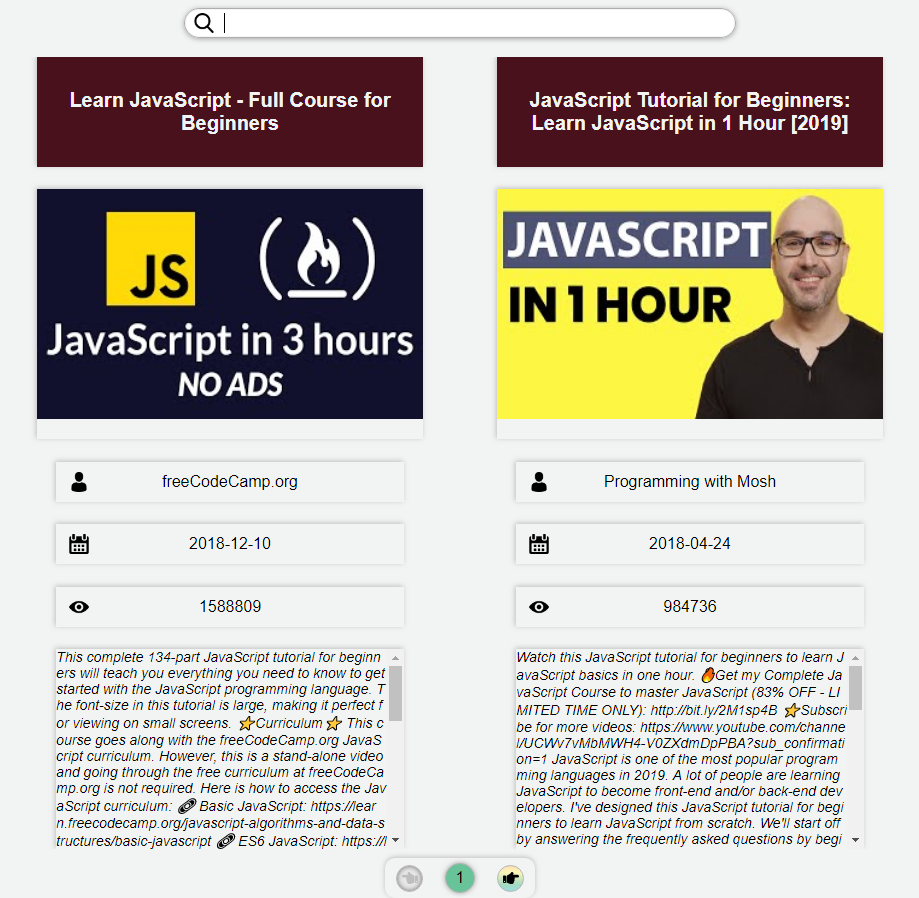 Learn JavaScript - Full Course for
Beginners
JS
JavaScript in 3 hours
NO ADS
freeCodeCamp.org
2018-12-10
1588809
This complete 134-part JavaScript tutorial for beginn
ers will teach you everything you need to know to get
started with the JavaScript programming language. T
he font-size in this tutorial is large, making it perfect f
or viewing on small screens. ⭐Curriculum⭐ This c
ourse goes along with the freeCodeCamp.org JavaS
cript curriculum. However, this is a stand-alone video
and going through the free curriculum at freeCodeCa
mp.org is not required. Here is how to access the Jav
aScript curriculum: 🔗 Basic JavaScript: https://lear
n.freecodecamp.org/javascript-algorithms-and-data-s
tructures/basic-javascript 🔗 ES6 JavaScript: https://l
JavaScript Tutorial for Beginners:
Learn JavaScript in 1 Hour [2019]
JAVASCRIPT
IN 1 HOUR
Programming with Mosh
2018-04-24
984736
Watch this JavaScript tutorial for beginners to learn J
avaScript basics in one hour. 🔥Get my Complete Ja
vaScript Course to master JavaScript (83% OFF - LI
MITED TIME ONLY): http://bit.ly/2M1sp4B ⭐Subscri
be for more videos: https://www.youtube.com/channe
l/UCWv7vMbMWH4-V0ZXdmDpPBA?sub_confirmati
on=1 JavaScript is one of the most popular program
ming languages in 2019. A lot of people are learning
JavaScript to become front-end and/or back-end dev
elopers. I've designed this JavaScript tutorial for begi
nners to learn JavaScript from scratch. We'll start off
by answering the frequently asked questions by begi
1